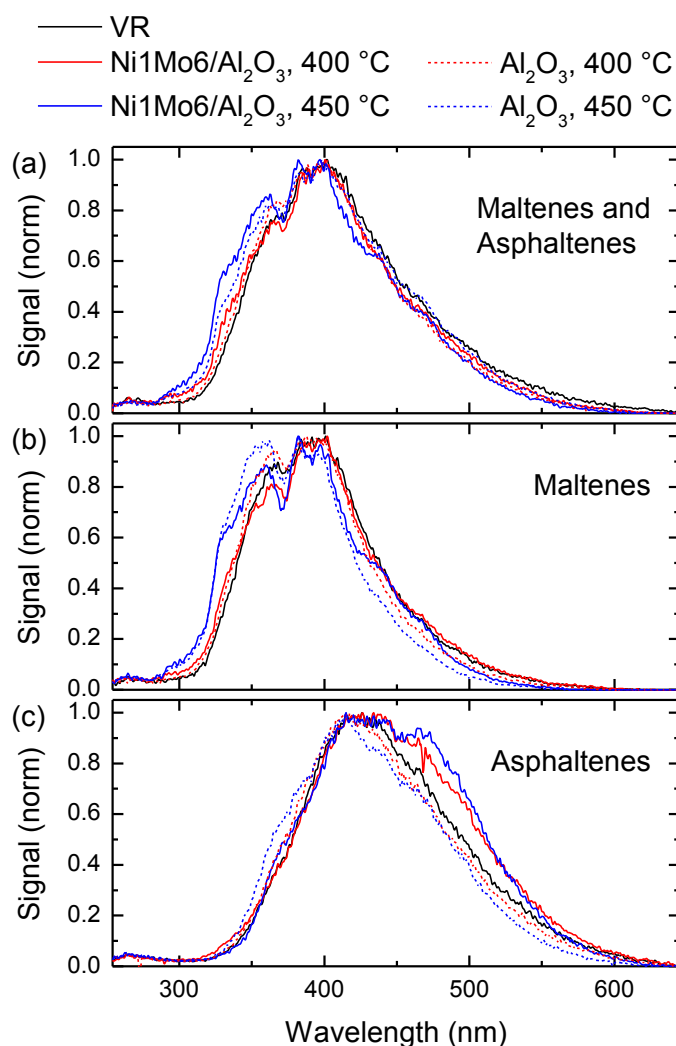 VR
Ni1Mo6/Al₂O₃, 400 °C Al₂O₃, 400 °C
Ni1Mo6/Al₂O₃, 450 °C Al₂O₃, 450 °C
(a)
1.0
0.8
0.6
0.4
0.2
0.0
Signal (norm)
Maltenes and
Asphaltenes
(b)
1.0
0.8
0.6
0.4
0.2
0.0
Signal (norm)
Maltenes
(c)
1.0
0.8
0.6
0.4
0.2
0.0
Signal (norm)
Asphaltenes
300 400 500 600
Wavelength (nm)